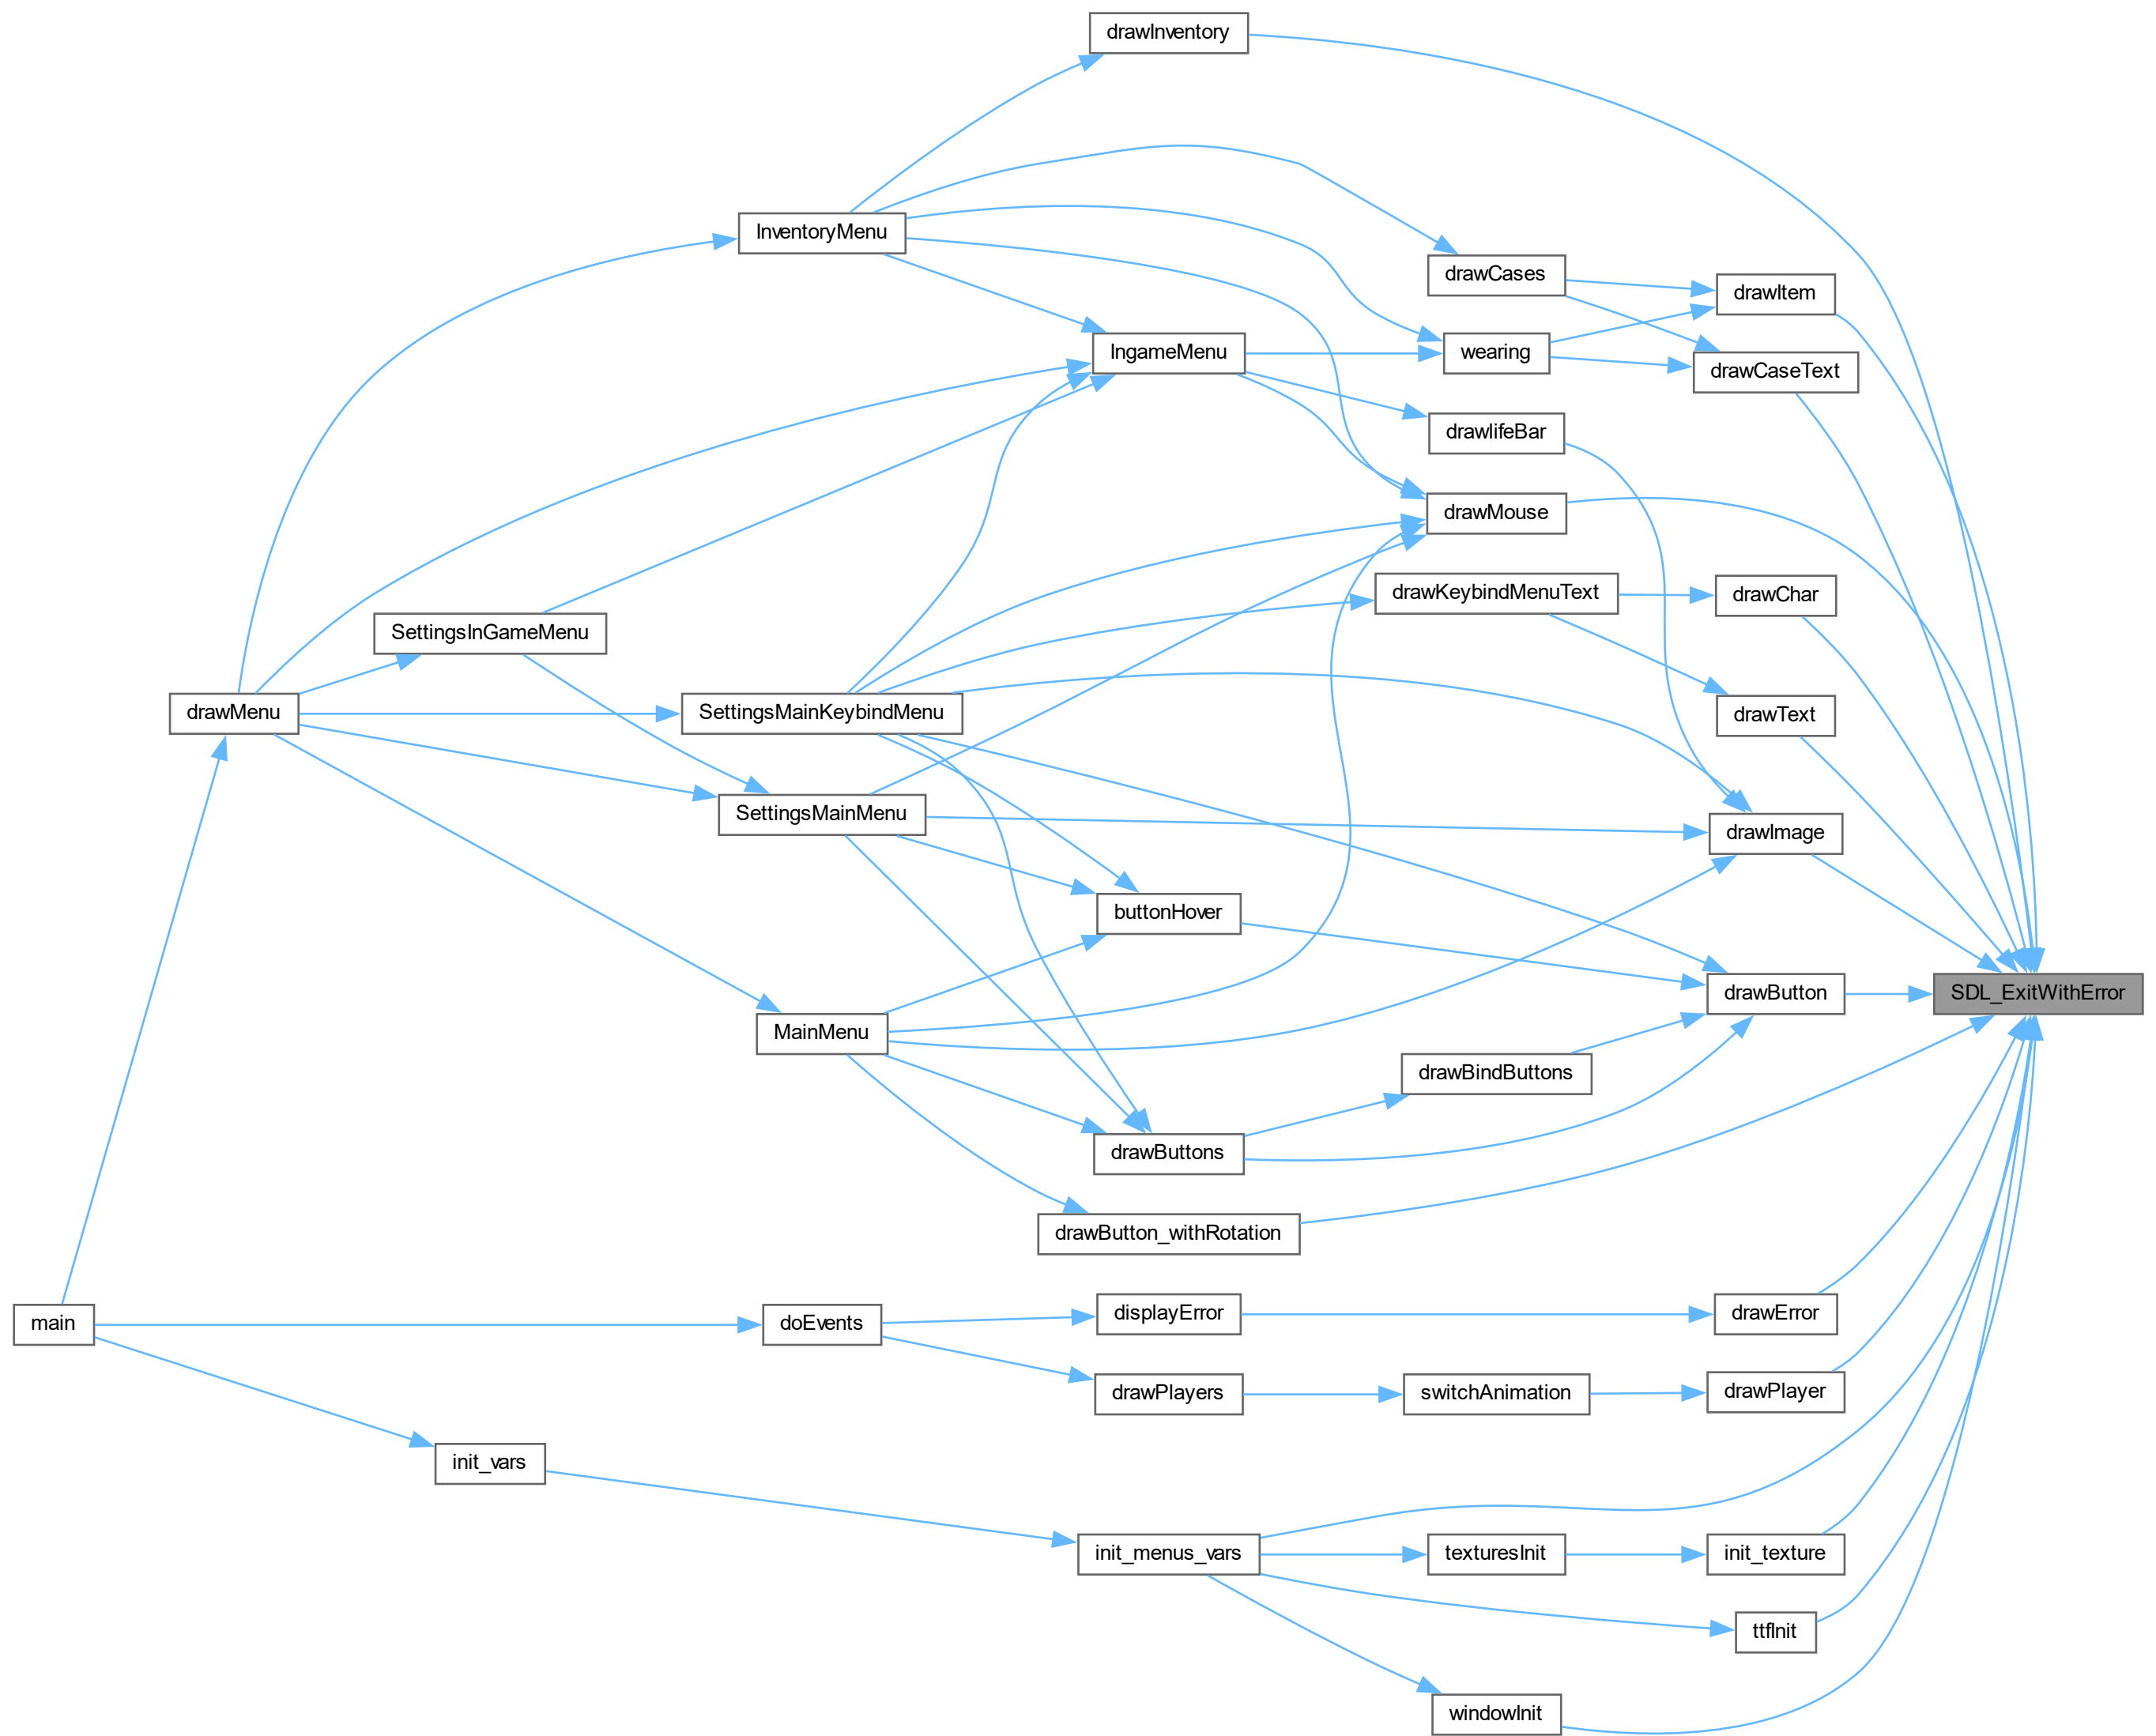 drawInventory
InventoryMenu
drawCases
drawItem
IngameMenu
wearing
drawCaseText
drawlifeBar
drawMouse
drawKeybindMenuText
drawChar
SettingsInGameMenu
drawMenu
SettingsMainKeybindMenu
drawText
SettingsMainMenu
drawImage
buttonHover
drawButton
SDL_ExitWithError
MainMenu
drawBindButtons
drawButtons
drawButton_withRotation
main
doEvents
displayError
drawError
drawPlayers
switchAnimation
drawPlayer
init_vars
init_menus_vars
texturesInit
init_texture
ttfInit
windowInit